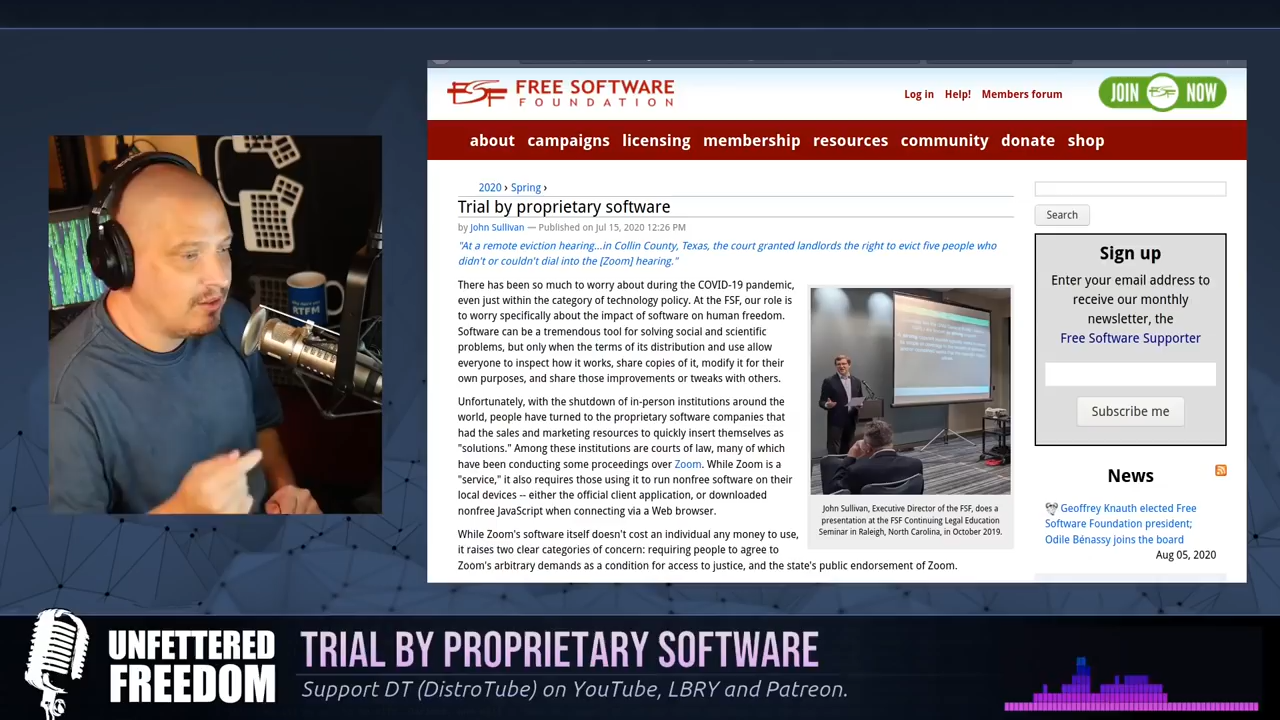 FREE SOFTWARE
FOUNDATION
Log in Help! Members forum
JOIN NOW
about campaigns licensing membership resources community donate shop
2020 › Spring ›
Trial by proprietary software
by John Sullivan — Published on Jul 15, 2020 12:26 PM
"At a remote eviction hearing...in Collin County, Texas, the court granted landlords the right to evict five people who
didn't or couldn't dial into the [Zoom] hearing."
There has been so much to worry about during the COVID-19 pandemic,
even just within the category of technology policy. At the FSF, our role is
to worry specifically about the impact of software on human freedom.
Software can be a tremendous tool for solving social and scientific
problems, but only when the terms of its distribution and use allow
everyone to inspect how it works, share copies of it, modify it for their
own purposes, and share those improvements or tweaks with others.
Unfortunately, with the shutdown of in-person institutions around the
world, people have turned to the proprietary software companies that
had the sales and marketing resources to quickly insert themselves as
"solutions." Among these institutions are courts of law, many of which
have been conducting some proceedings over Zoom. While Zoom is a
"service," it also requires those using it to run nonfree software on their
local devices -- either the official client application, or downloaded
nonfree JavaScript when connecting via a Web browser.
While Zoom's software itself doesn't cost an individual any money to use,
it raises two clear categories of concern: requiring people to agree to
Zoom's arbitrary demands as a condition for access to justice, and the state's public endorsement of Zoom.
John Sullivan, Executive Director of the FSF, does a
presentation at the FSF Continuing Legal Education
Seminar in Raleigh, North Carolina, in October 2019.
Search
Sign up
Enter your email address to
receive our monthly
newsletter, the
Free Software Supporter
Subscribe me
News
Geoffrey Knauth elected Free
Software Foundation president;
Odile Bénassy joins the board
Aug 05, 2020
RTFM
UNFETTERED
FREEDOM
TRIAL BY PROPRIETARY SOFTWARE
Support DT (DistroTube) on YouTube, LBRY and Patreon.